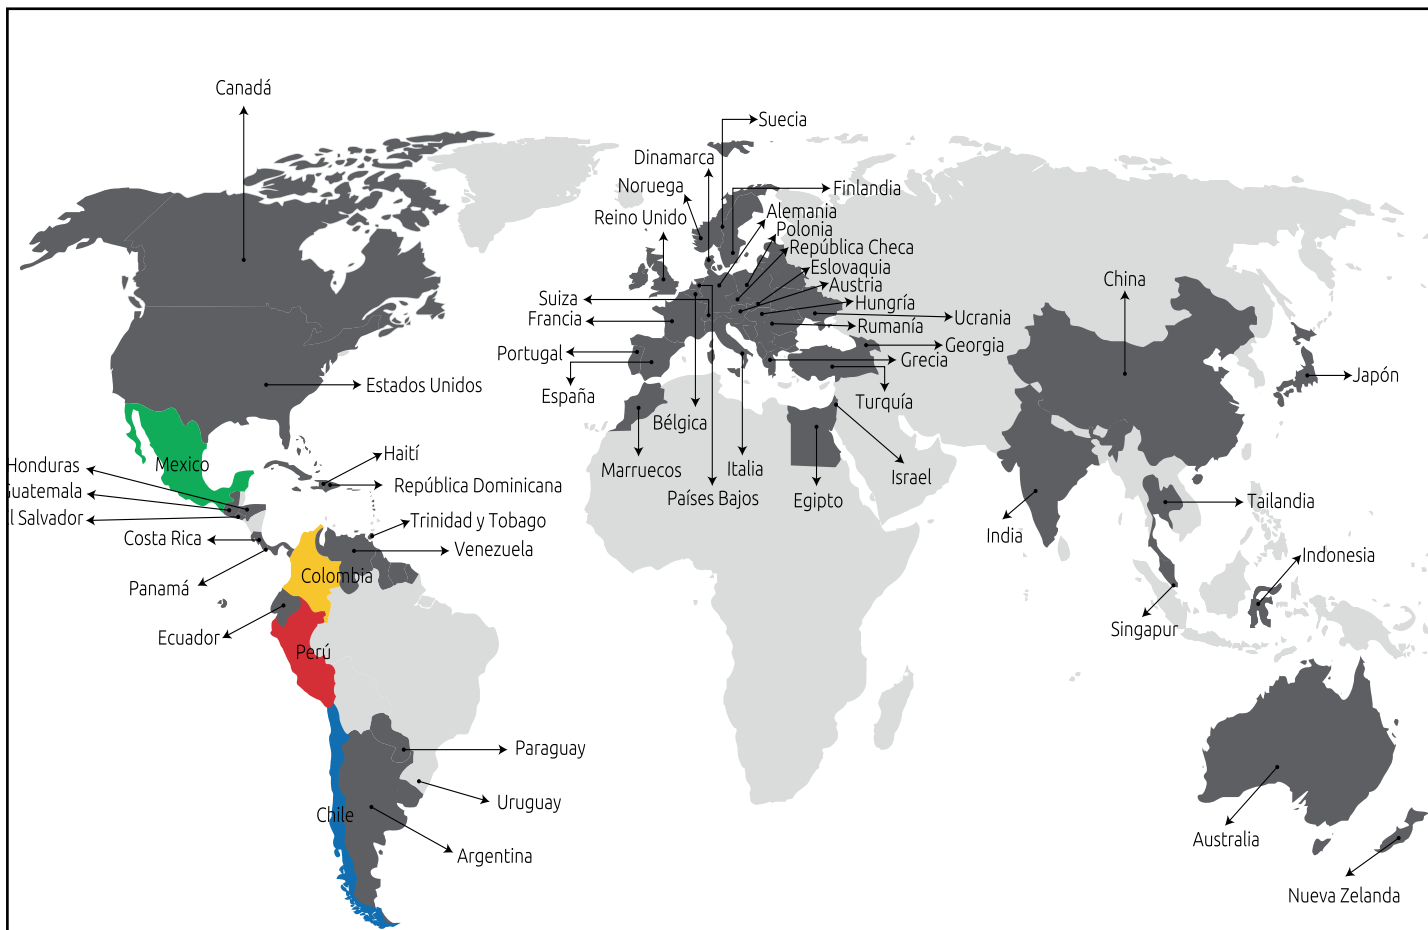 Canadá
Suecia
Dinamarca
Noruega
Finlandia
Reino Unido
Alemania
Polonia
República Checa
Eslovaquia
Austria
China
Suiza
Hungría
Francia
Ucrania
Rumanía
Georgia
Portugal
Grecia
España
Estados Unidos
Japón
Turquía
Bélgica
Haití
Mexico
Honduras
Marruecos
Italia
Israel
República Dominicana
Guatemala
Países Bajos
Egipto
Tailandia
l Salvador
Trinidad y Tobago
Costa Rica
Venezuela
India
Indonesia
Colombia
Panamá
Singapur
Ecuador
Perú
Paraguay
Uruguay
Chile
Australia
Argentina
Nueva Zelanda